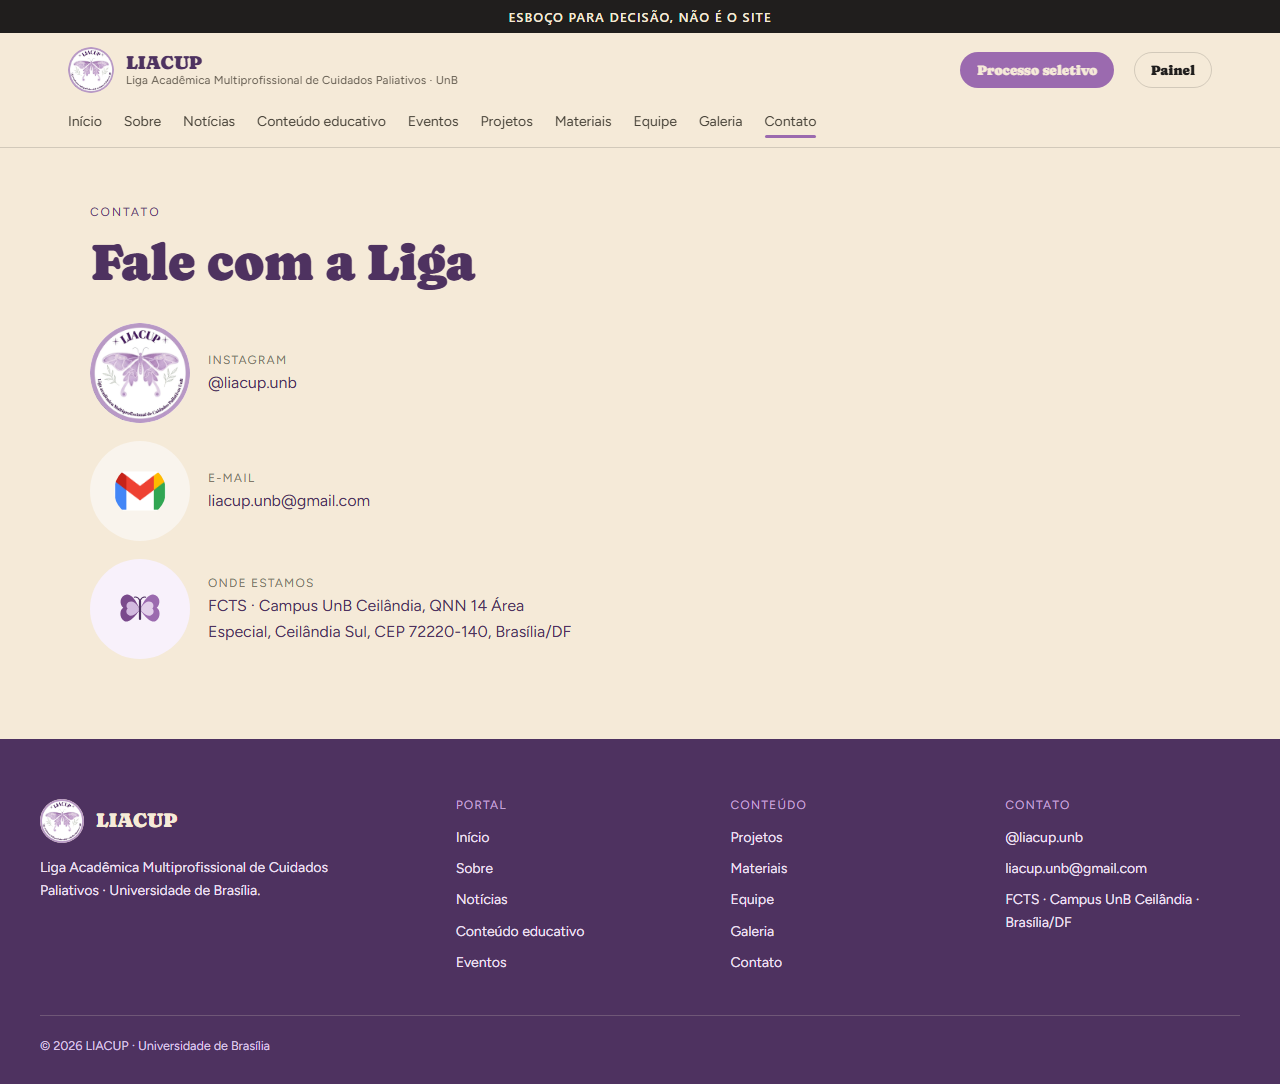 ESBOÇO PARA DECISÃO, NÃO É O SITE
LIACUP
LIACUP
Liga Acadêmica Multiprofissional de Cuidados Paliativos · UnB
Processo seletivo
Painel
Início
Sobre
Notícias
Conteúdo educativo
Eventos
Projetos
Materiais
Equipe
Galeria
Contato
CONTATO
Fale com a Liga
LIACUP
INSTAGRAM
@liacup.unb
E-MAIL
liacup.unb@gmail.com
ONDE ESTAMOS
FCTS · Campus UnB Ceilândia, QNN 14 Área
Especial, Ceilândia Sul, CEP 72220-140, Brasília/DF
LIACUP
LIACUP
Liga Acadêmica Multiprofissional de Cuidados
Paliativos · Universidade de Brasília.
PORTAL
Início
Sobre
Notícias
Conteúdo educativo
Eventos
CONTEÚDO
Projetos
Materiais
Equipe
Galeria
Contato
CONTATO
@liacup.unb
liacup.unb@gmail.com
FCTS · Campus UnB Ceilândia ·
Brasília/DF
© 2026 LIACUP · Universidade de Brasília